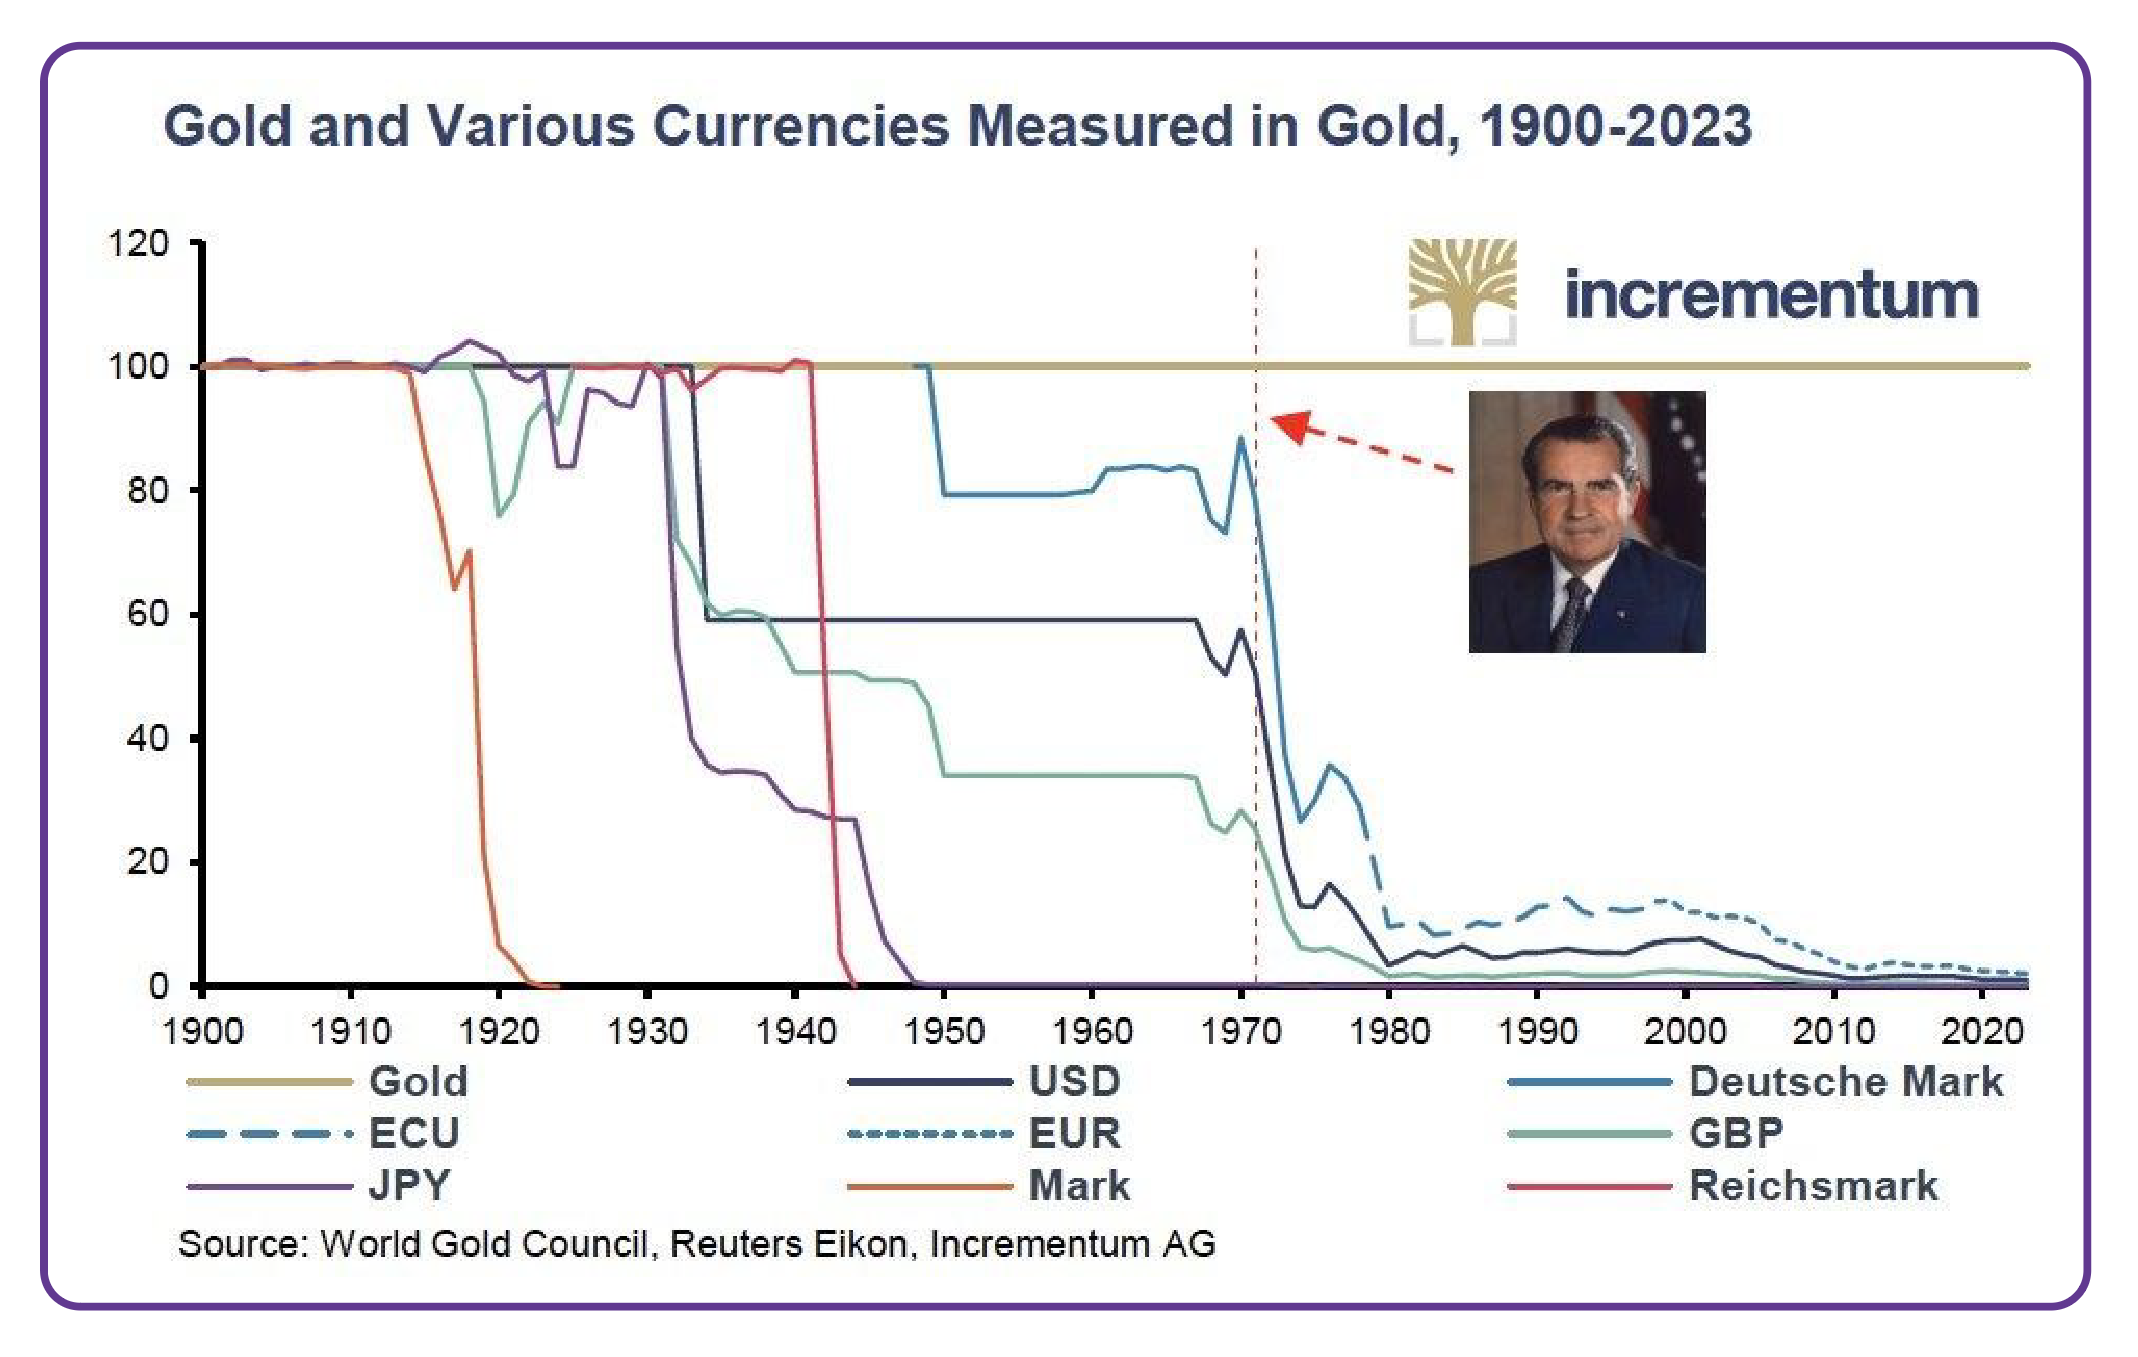 Gold and Various Currencies Measured in Gold, 1900-2023
incrementum
120
100
80
60
40
20
0
1900 1910 1920 1930 1940 1950 1960 1970 1980 1990 2000 2010 2020
Gold USD Deutsche Mark
ECU EUR GBP
JPY Mark Reichsmark
Source: World Gold Council, Reuters Eikon, Incrementum AG